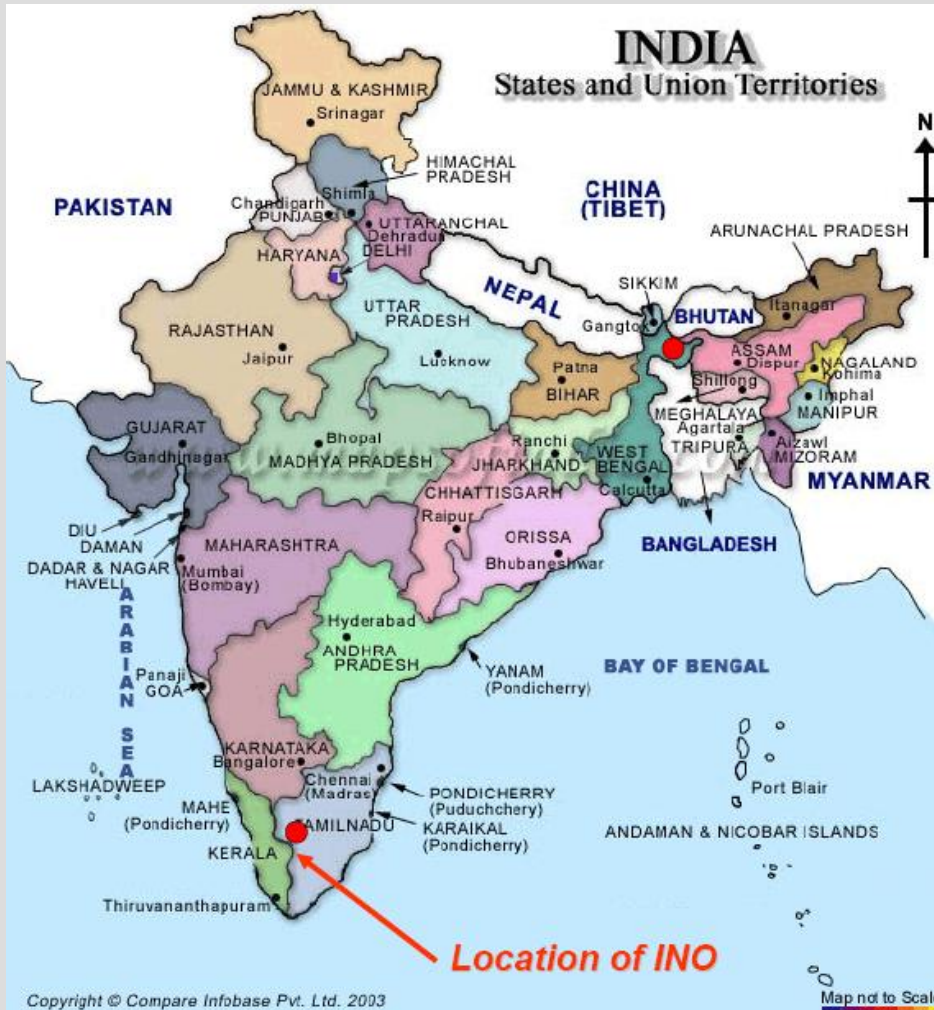 INDIA
States and Union Territories
N
JAMMU & KASHMIR
Srinagar
HIMACHAL
PRADESH
Shimla
PAKISTAN
CHINA
(TIBET)
Chandigarh
PUNJAB
UTTARANCHAL
Dehradun
HARYANA
DELHI
ARUNACHAL PRADESH
SIKKIM
NEPAL
BHUTAN
Itanagar
Gangtok
UTTAR
PRADESH
RAJASTHAN
Jaipur
Lucknow
ASSAM
Dispur
NAGALAND
Kohima
Patna
BIHAR
Shillong
Imphal
MANIPUR
MEGHALAYA
Agartala
TRIPURA
Aizawl
MIZORAM
GUJARAT
Gandhinagar
Bhopal
MADHYA PRADESH
Ranchi
JHARKHAND
WEST
BENGAL
Calcutta
MYANMAR
CHHATTISGARH
Raipur
DIU
DAMAN
DADAR & NAGAR
HAVELI
MAHARASHTRA
Mumbai
(Bombay)
ORISSA
Bhubaneshwar
BANGLADESH
ARABIAN SEA
Hyderabad
ANDHRA
PRADESH
YANAM
(Pondicherry)
BAY OF BENGAL
Panaji
GOA
KARNATAKA
Bangalore
LAKSHADWEEP
Chennai
(Madras)
PONDICHERRY
(Puduchchery)
Port Blair
MAHE
(Pondicherry)
TAMILNADU
KARAIKAL
(Pondicherry)
ANDAMAN & NICOBAR ISLANDS
KERALA
Thiruvananthapuram
Location of INO
Copyright © Compare Infobase Pvt. Ltd. 2003
Map not to Scale